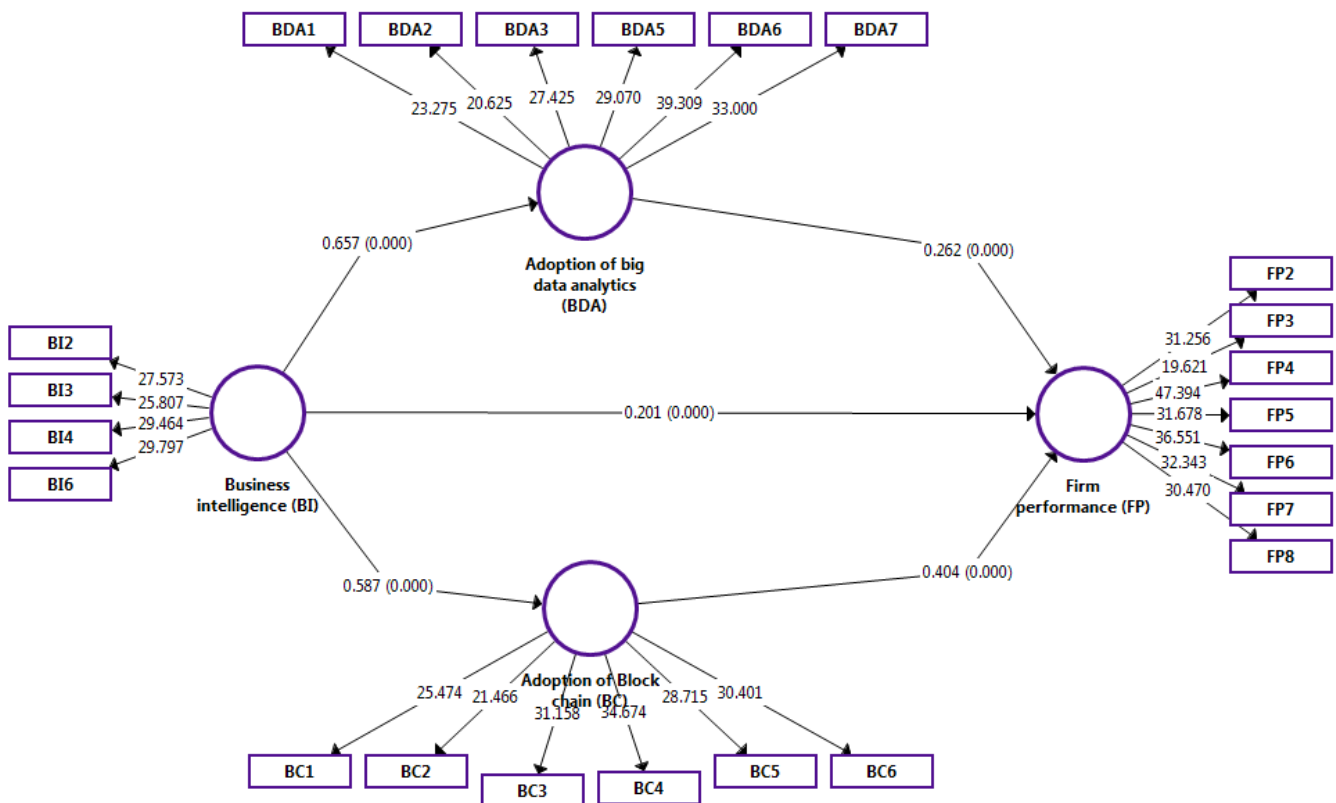 BDA1 BDA2 BDA3 BDA5 BDA6 BDA7
23.275 20.625 27.425 29.070 39.309 33.000
0.657 (0.000)
0.262 (0.000)
Adoption of big
data analytics
(BDA)
BI2
BI3
BI4
BI6
27.573
25.807
29.464
29.797
Business
intelligence (BI)
0.201 (0.000)
FP2
FP3
FP4
FP5
FP6
FP7
FP8
31.256
19.621
47.394
31.678
36.551
32.343
30.470
Firm
performance (FP)
0.587 (0.000)
0.404 (0.000)
Adoption of Block
chain (BC)
25.474 21.466 31.158 34.674 28.715 30.401
BC1 BC2 BC3 BC4 BC5 BC6